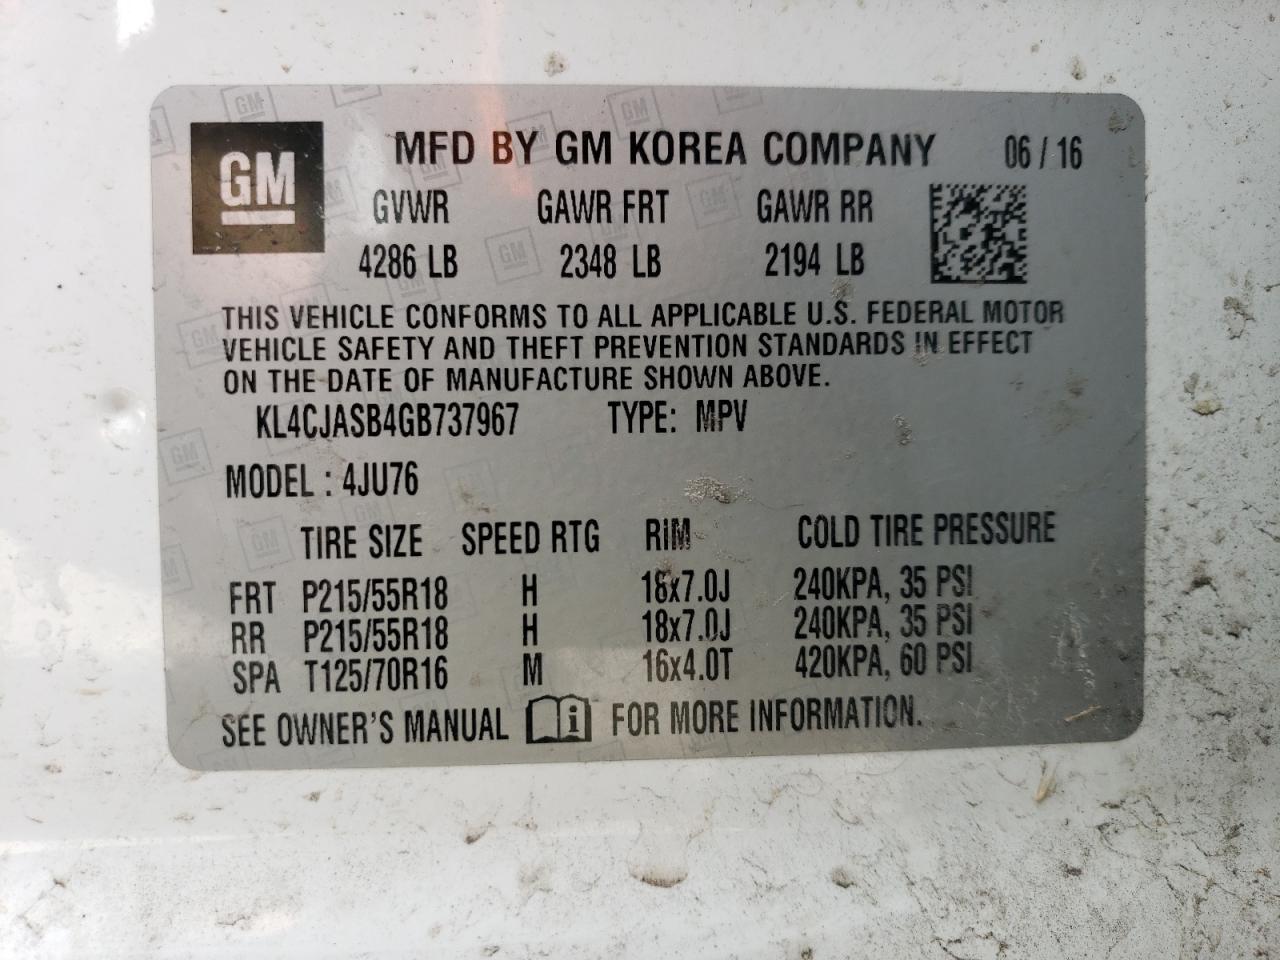 GM
MFD BY GM KOREA COMPANY 06 / 16
GVWR GAWR FRT GAWR RR
4286 LB 2348 LB 2194 LB
THIS VEHICLE CONFORMS TO ALL APPLICABLE U.S. FEDERAL MOTOR
VEHICLE SAFETY AND THEFT PREVENTION STANDARDS IN EFFECT
ON THE DATE OF MANUFACTURE SHOWN ABOVE.
KL4CJASB4GB737967 TYPE: MPV
MODEL : 4JU76
TIRE SIZE SPEED RTG RIM COLD TIRE PRESSURE
FRT P215/55R18 H 18x7.0J 240KPA, 35 PSI
RR P215/55R18 H 18x7.0J 240KPA, 35 PSI
SPA T125/70R16 M 16x4.0T 420KPA, 60 PSI
SEE OWNER'S MANUAL i FOR MORE INFORMATION.